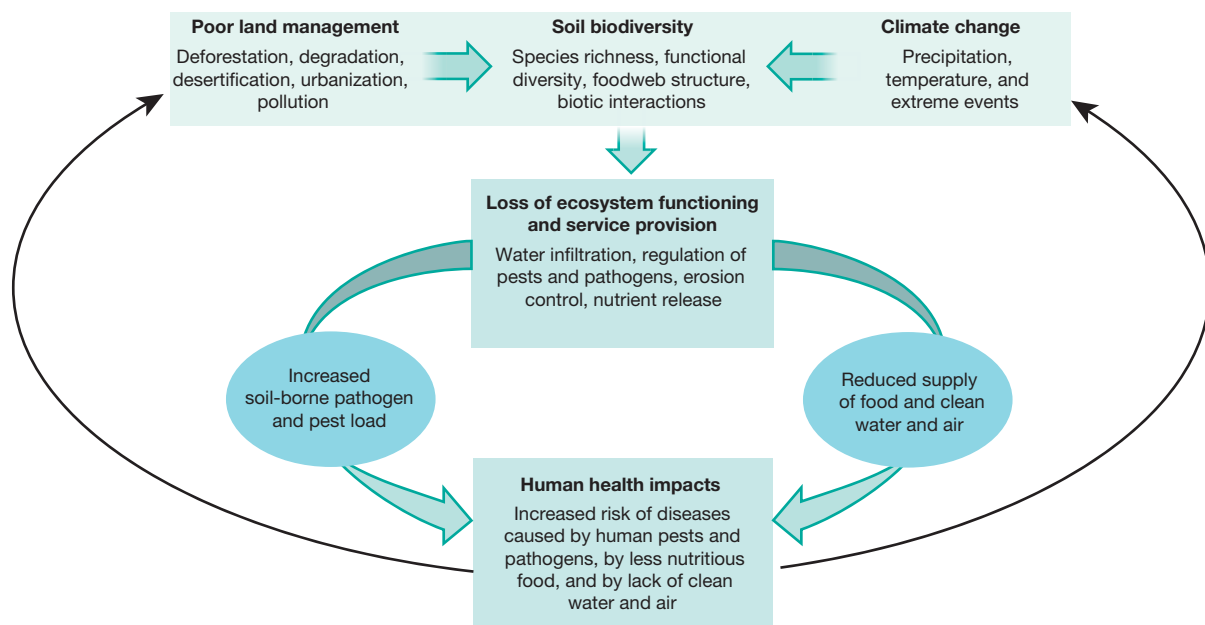 Poor land management
Deforestation, degradation,
desertification, urbanization,
pollution
Soil biodiversity
Species richness, functional
diversity, foodweb structure,
biotic interactions
Climate change
Precipitation,
temperature, and
extreme events
Loss of ecosystem functioning
and service provision
Water infiltration, regulation of
pests and pathogens, erosion
control, nutrient release
Increased
soil-borne pathogen
and pest load
Reduced supply
of food and clean
water and air
Human health impacts
Increased risk of diseases
caused by human pests and
pathogens, by less nutritious
food, and by lack of clean
water and air